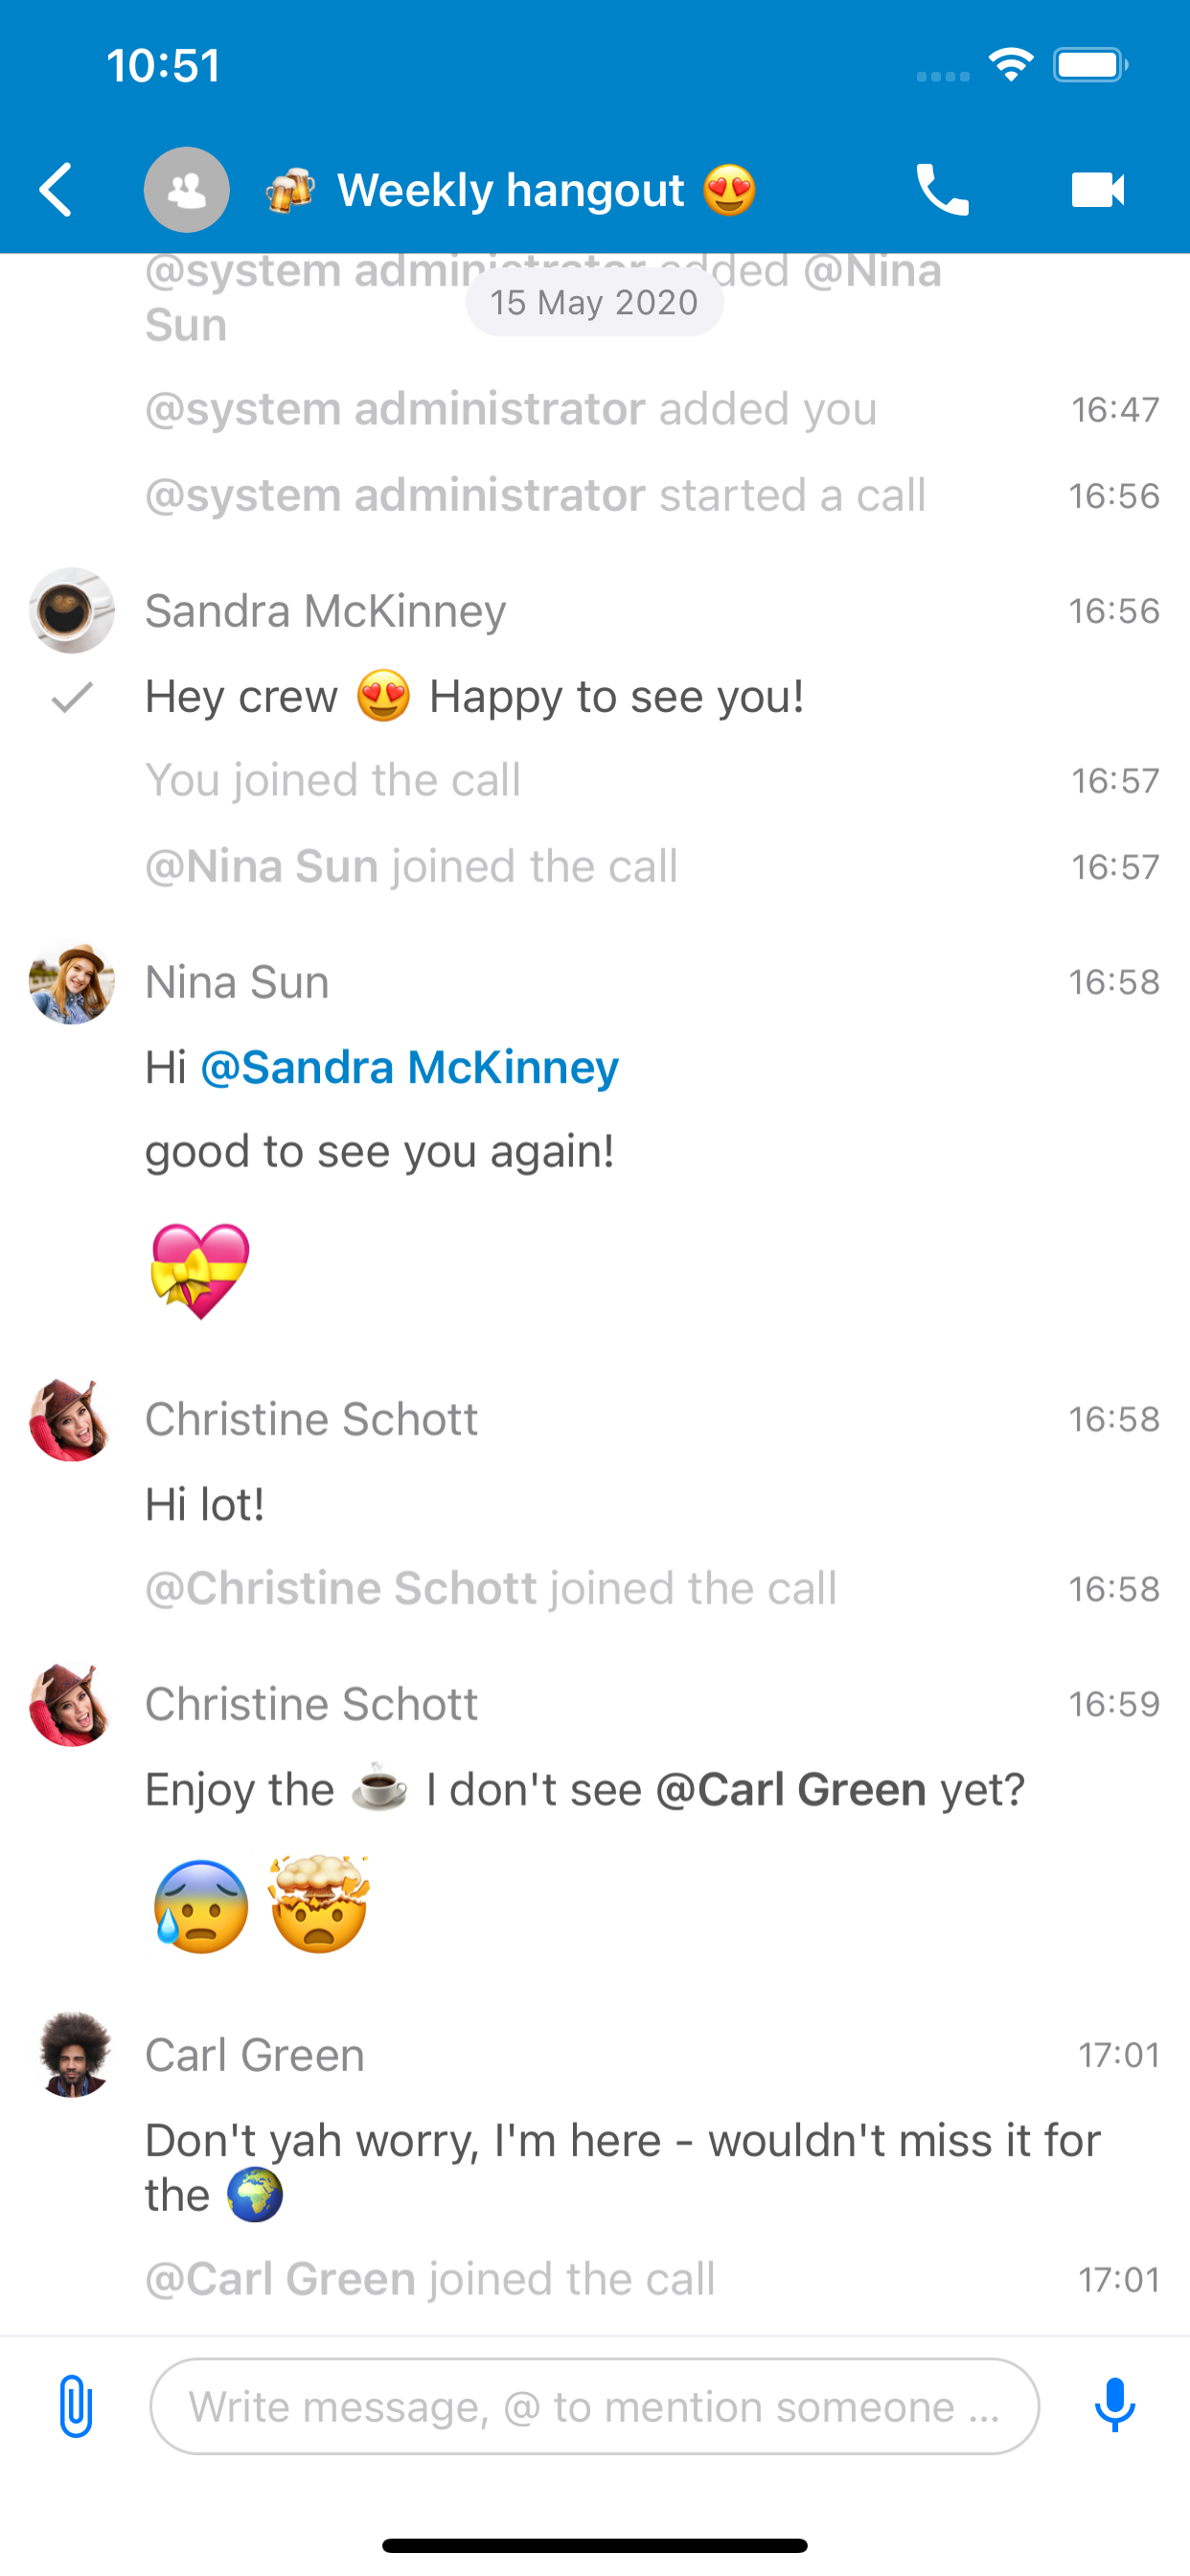 10:51
🍻 Weekly hangout 😍
@system administrator added @Nina
Sun
15 May 2020
@system administrator added you 16:47
@system administrator started a call 16:56
Sandra McKinney 16:56
Hey crew 😍 Happy to see you!
You joined the call 16:57
@Nina Sun joined the call 16:57
Nina Sun 16:58
Hi @Sandra McKinney
good to see you again!
💝
Christine Schott 16:58
Hi lot!
@Christine Schott joined the call 16:58
Christine Schott 16:59
Enjoy the ☕ I don't see @Carl Green yet?
😰🤯
Carl Green 17:01
Don't yah worry, I'm here - wouldn't miss it for
the 🌍
@Carl Green joined the call 17:01
Write message, @ to mention someone ...